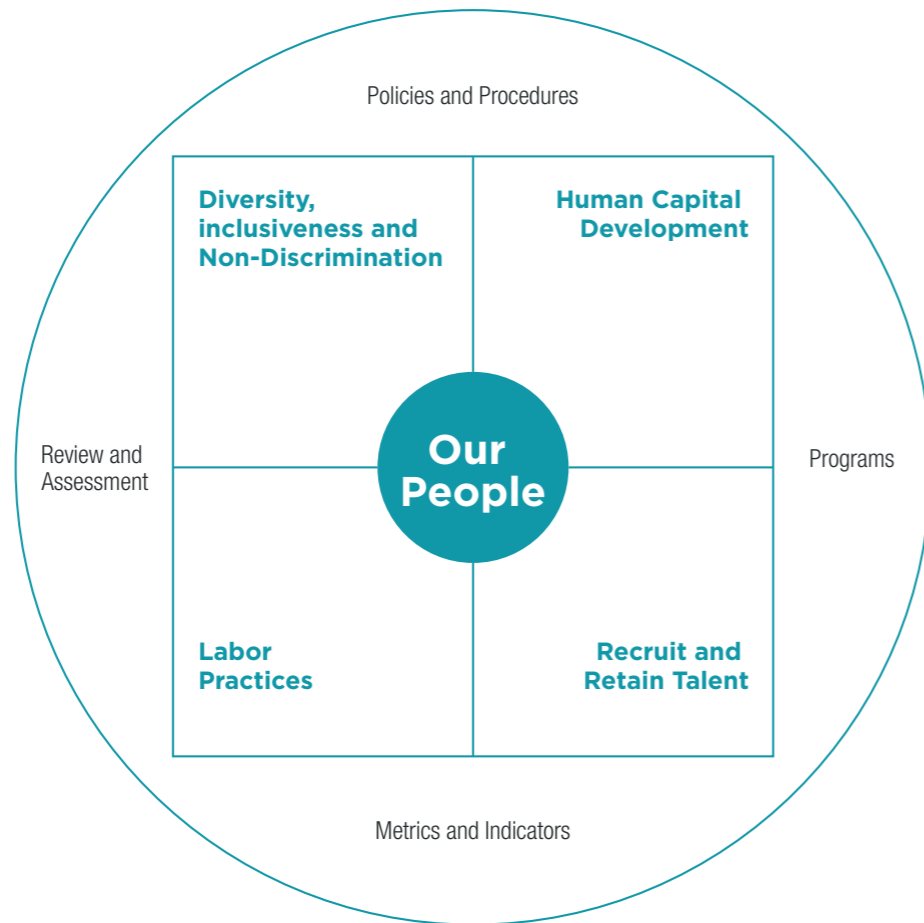 Policies and Procedures
Diversity,
inclusiveness and
Non-Discrimination
Human Capital
Development
Review and
Assessment
Our
People
Programs
Labor
Practices
Recruit and
Retain Talent
Metrics and Indicators